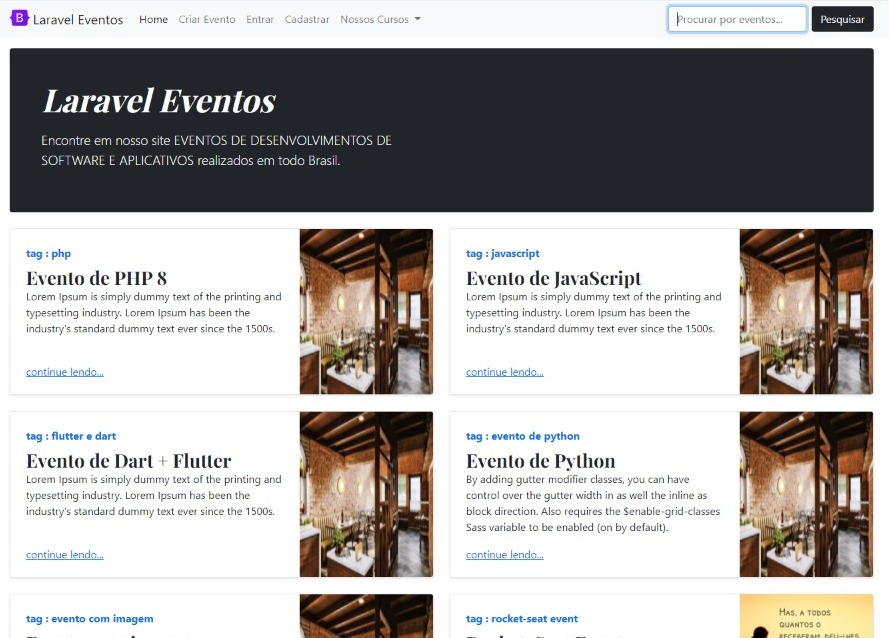 B Laravel Eventos Home Criar Evento Entrar Cadastrar Nossos Cursos Procurar por eventos... Pesquisar
Laravel Eventos
Encontre em nosso site EVENTOS DE DESENVOLVIMENTOS DE
SOFTWARE E APLICATIVOS realizados em todo Brasil.
tag : php
Evento de PHP 8
Lorem Ipsum is simply dummy text of the printing and
typesetting industry. Lorem Ipsum has been the
industry's standard dummy text ever since the 1500s.
continue lendo...
tag : javascript
Evento de JavaScript
Lorem Ipsum is simply dummy text of the printing and
typesetting industry. Lorem Ipsum has been the
industry's standard dummy text ever since the 1500s.
continue lendo...
tag : flutter e dart
Evento de Dart + Flutter
Lorem Ipsum is simply dummy text of the printing and
typesetting industry. Lorem Ipsum has been the
industry's standard dummy text ever since the 1500s.
continue lendo...
tag : evento de python
Evento de Python
By adding gutter modifier classes, you can have
control over the gutter width in as well the inline as
block direction. Also requires the $enable-grid-classes
Sass variable to be enabled (on by default).
continue lendo...
tag : evento com imagem
tag : rocket-seat event
MAS, A TODOS
QUANTOS O
RECEBERAM, DEU-LHES